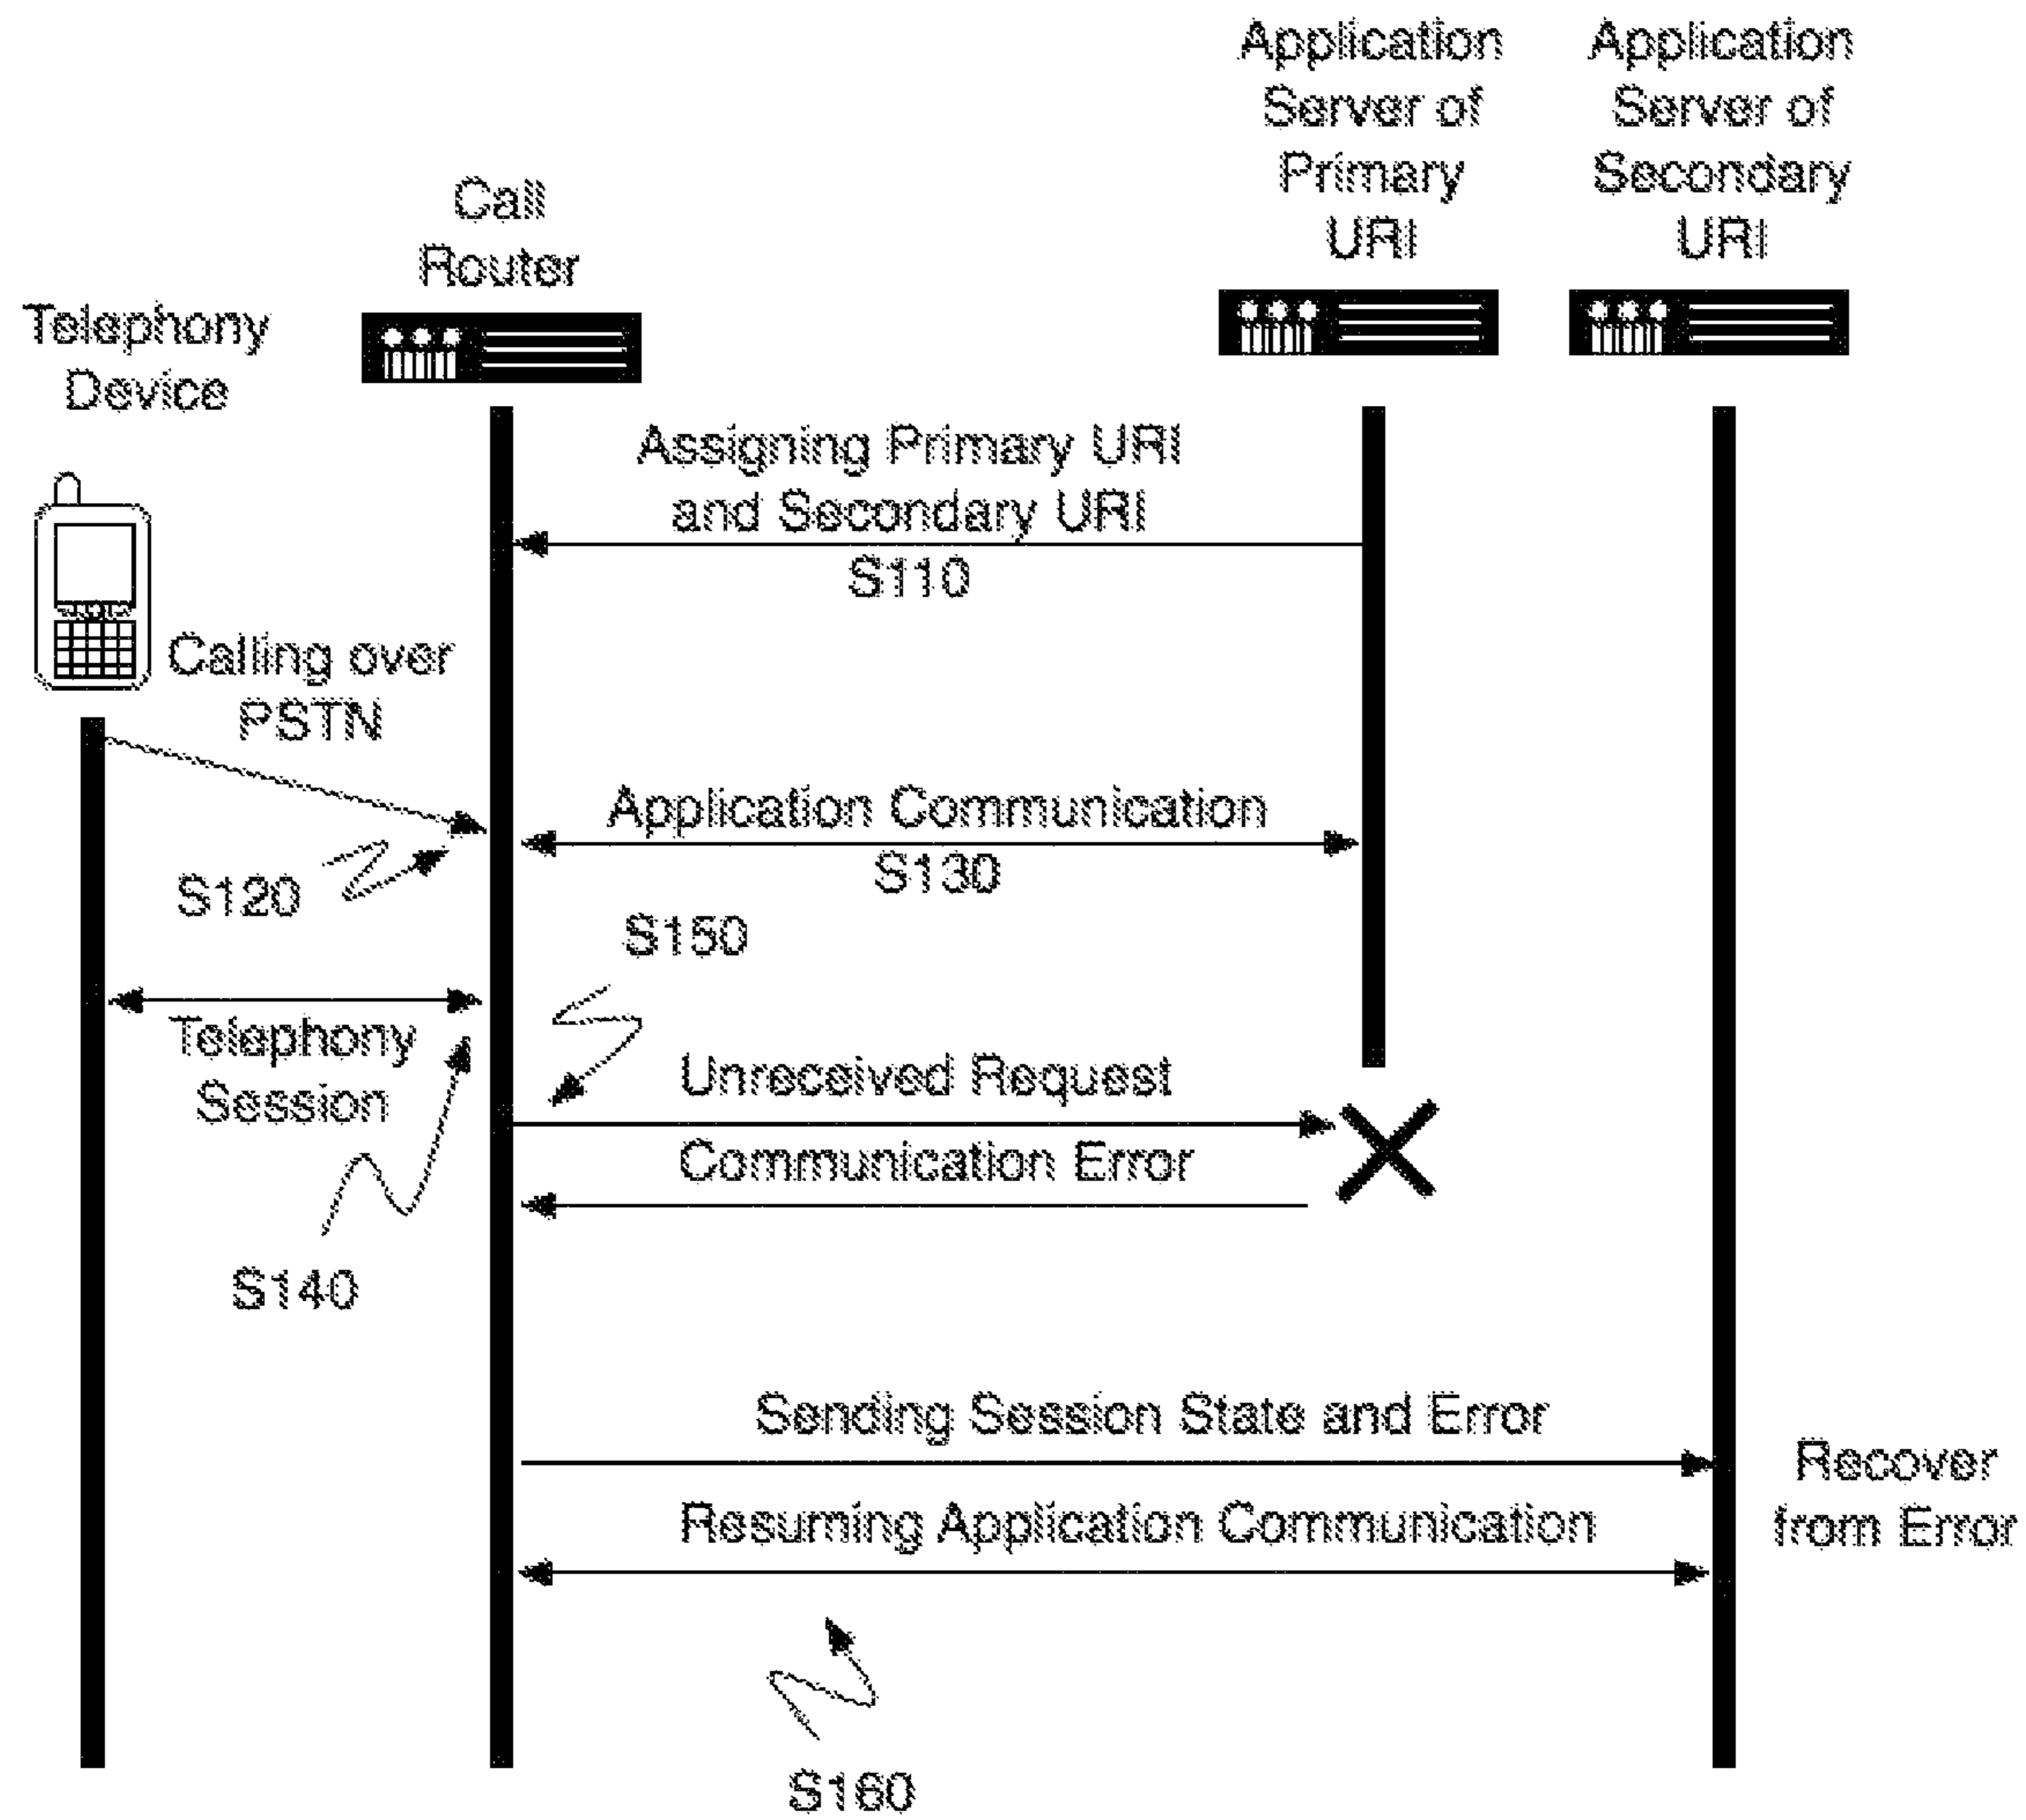 Application
Server of
Primary
URI
Application
Server of
Secondary
URI
Call
Router
Telephony
Device
Assigning Primary URI
and Secondary URI
S110
Calling over
PSTN
S120
Application Communication
S130
S150
Telephony
Session
S140
Unreceived Request
Communication Error
Sending Session State and Error
Resuming Application Communication
Recover
from Error
S160